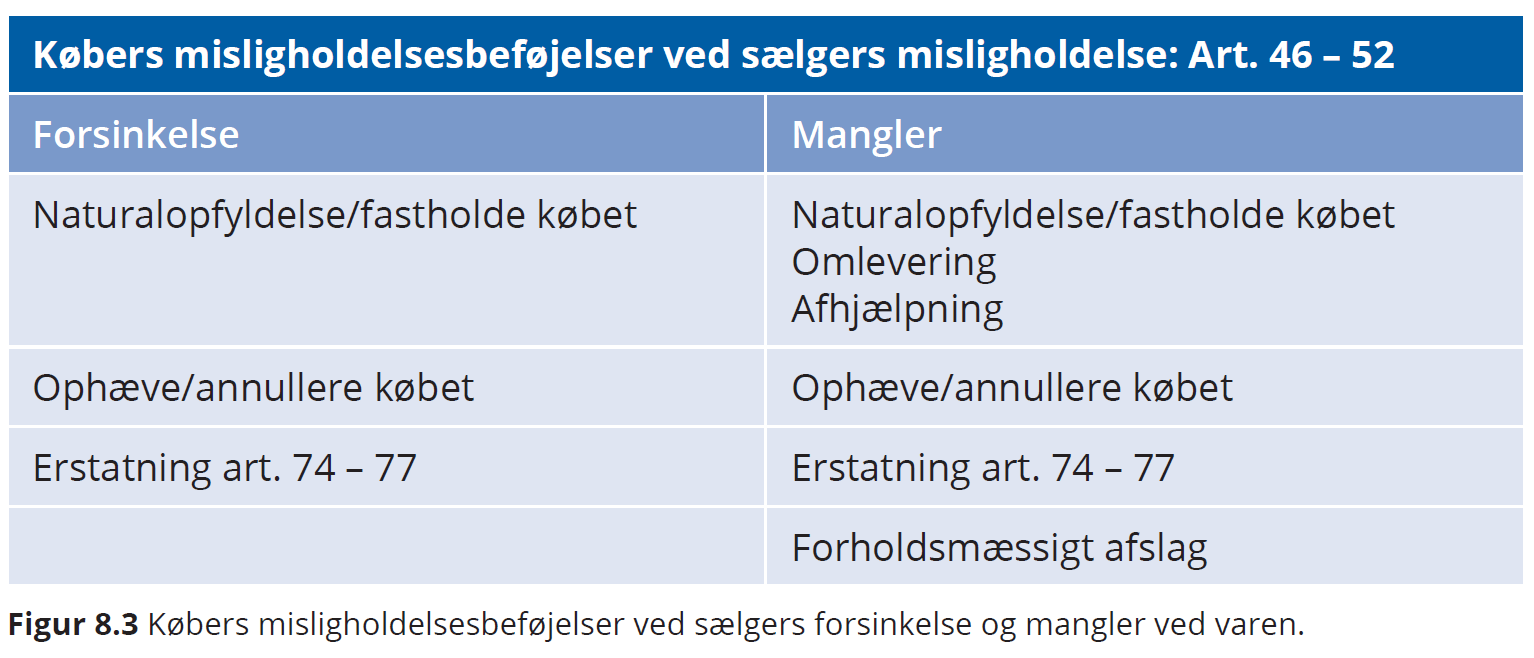 Købers misligholdelsesbeføjelser ved sælgers misligholdelse: Art. 46 – 52
Forsinkelse
Mangler
Naturalopfyldelse/fastholde købet
Naturalopfyldelse/fastholde købet
Omlevering
Afhjælpning
Ophæve/annullere købet
Ophæve/annullere købet
Erstatning art. 74 – 77
Erstatning art. 74 – 77
Forholdsmæssigt afslag
Figur 8.3 Købers misligholdelsesbeføjelser ved sælgers forsinkelse og mangler ved varen.